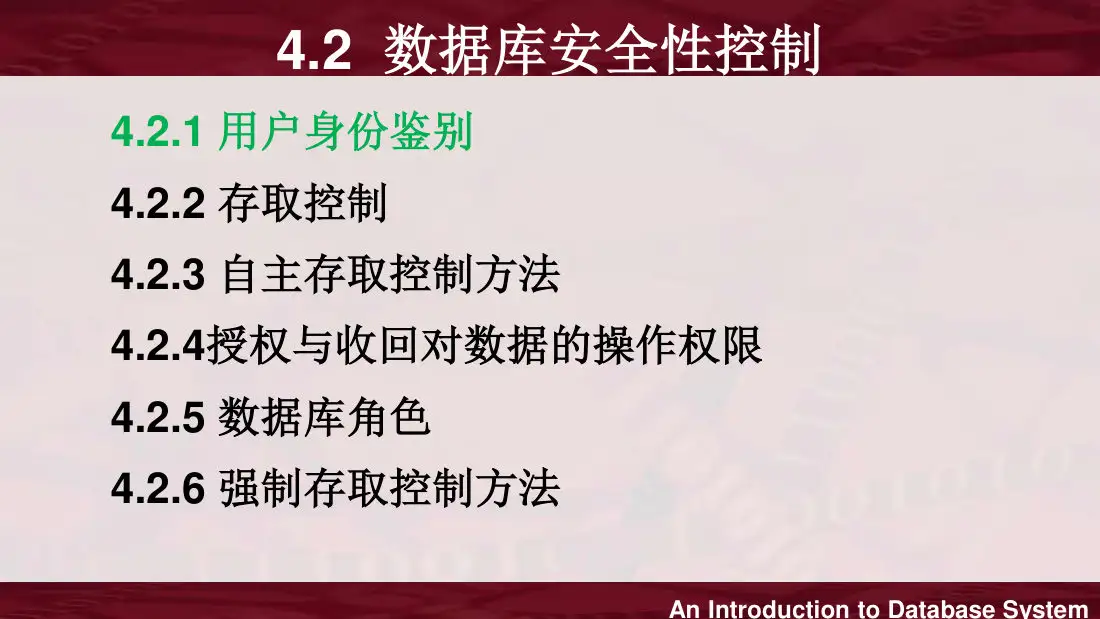 4.2 数据库安全性控制
4.2.1 用户身份鉴别
4.2.2 存取控制
4.2.3 自主存取控制方法
4.2.4授权与收回对数据的操作权限
4.2.5 数据库角色
4.2.6 强制存取控制方法
An Introduction to Database System